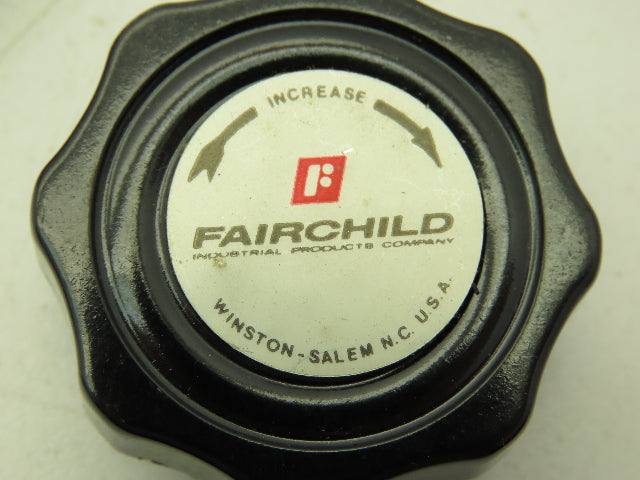 INCREASE
FAIRCHILD
INDUSTRIAL PRODUCTS COMPANY
WINSTON-SALEM N.C. U.S.A.